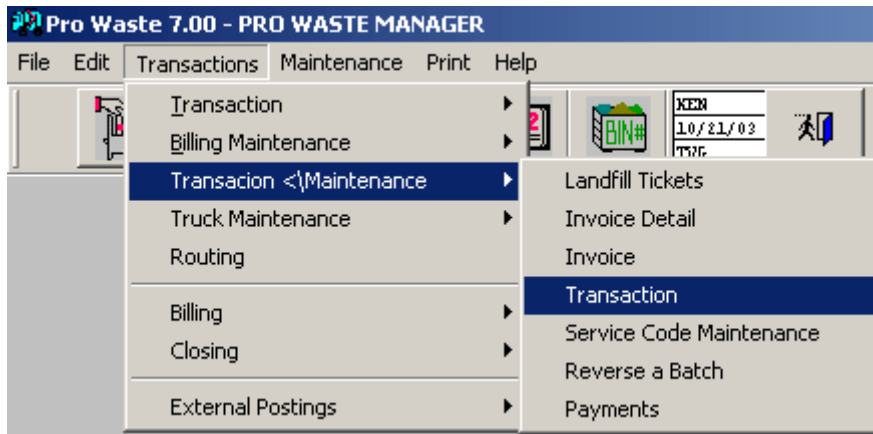 Pro Waste 7.00 - PRO WASTE MANAGER
File Edit Transactions Maintenance Print Help
BIN#
KEN
10/21/03
Transaction
Billing Maintenance
Transacion <\Maintenance
Truck Maintenance
Routing
Billing
Closing
External Postings
Landfill Tickets
Invoice Detail
Invoice
Transaction
Service Code Maintenance
Reverse a Batch
Payments